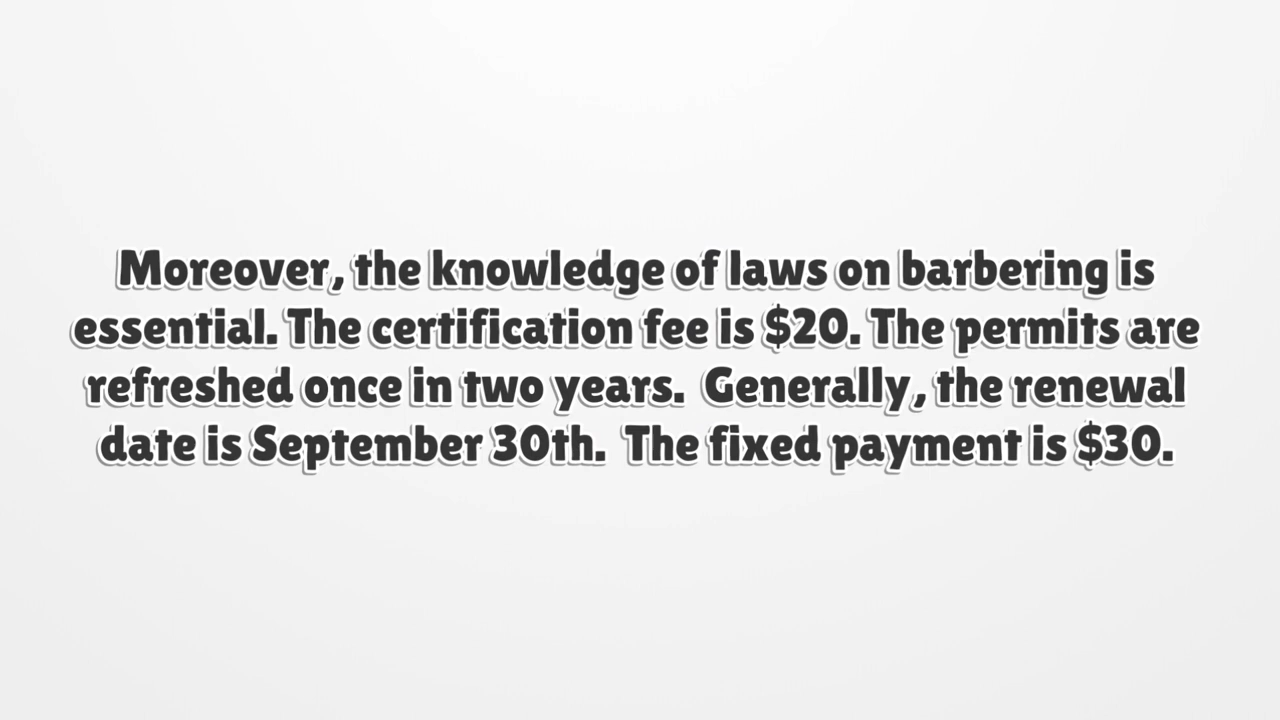 Moreover, the knowledge of laws on barbering is
essential. The certification fee is $20. The permits are
refreshed once in two years.  Generally, the renewal
date is September 30th.  The fixed payment is $30.